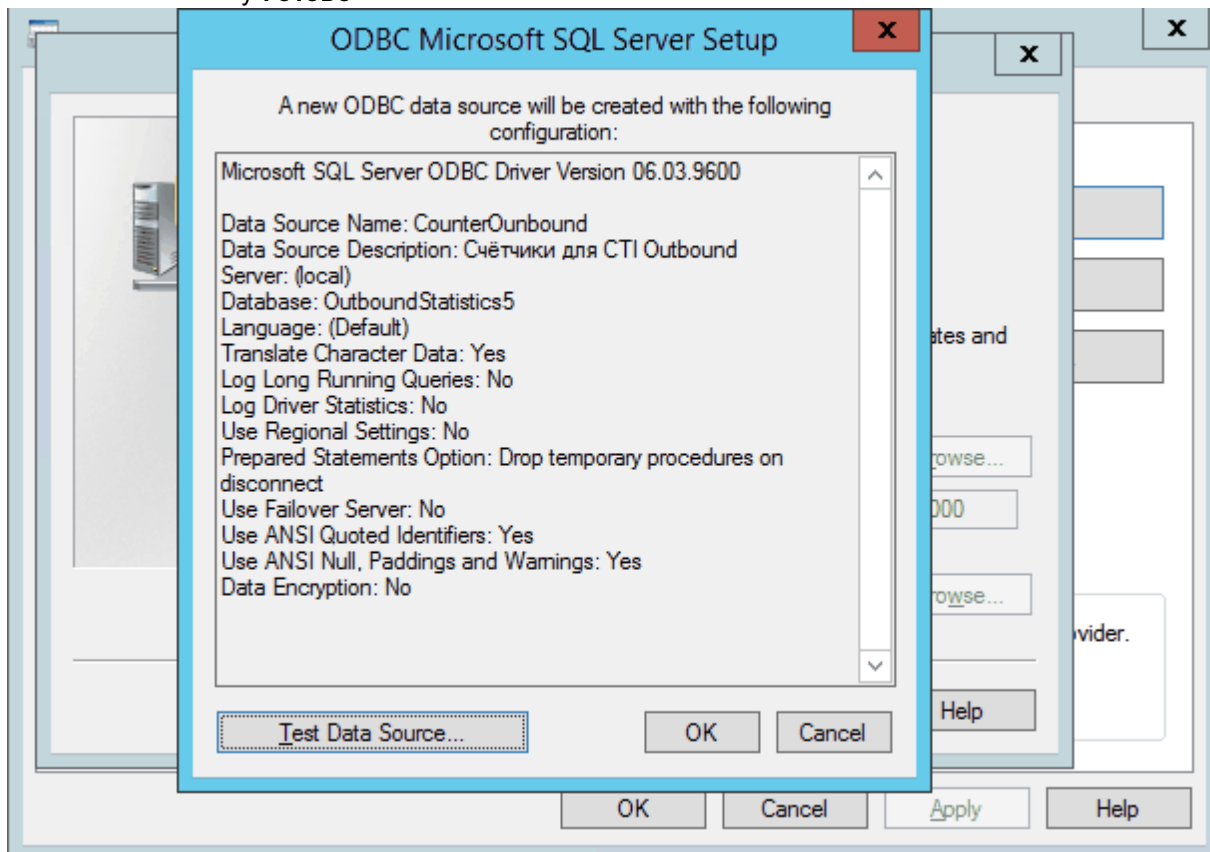 ODBC Microsoft SQL Server Setup
x
x
x
A new ODBC data source will be created with the following
configuration:
Microsoft SQL Server ODBC Driver Version 06.03.9600
Data Source Name: CounterOunbound
Data Source Description: Счётчики для CTI Outbound
Server: (local)
Database: OutboundStatistics5
Language: (Default)
Translate Character Data: Yes
Log Long Running Queries: No
Log Driver Statistics: No
Use Regional Settings: No
Prepared Statements Option: Drop temporary procedures on
disconnect
Use Failover Server: No
Use ANSI Quoted Identifiers: Yes
Use ANSI Null, Paddings and Warnings: Yes
Data Encryption: No
ates and
rowse...
000
rowse...
vider.
Test Data Source...
OK
Cancel
Help
OK
Cancel
Apply
Help